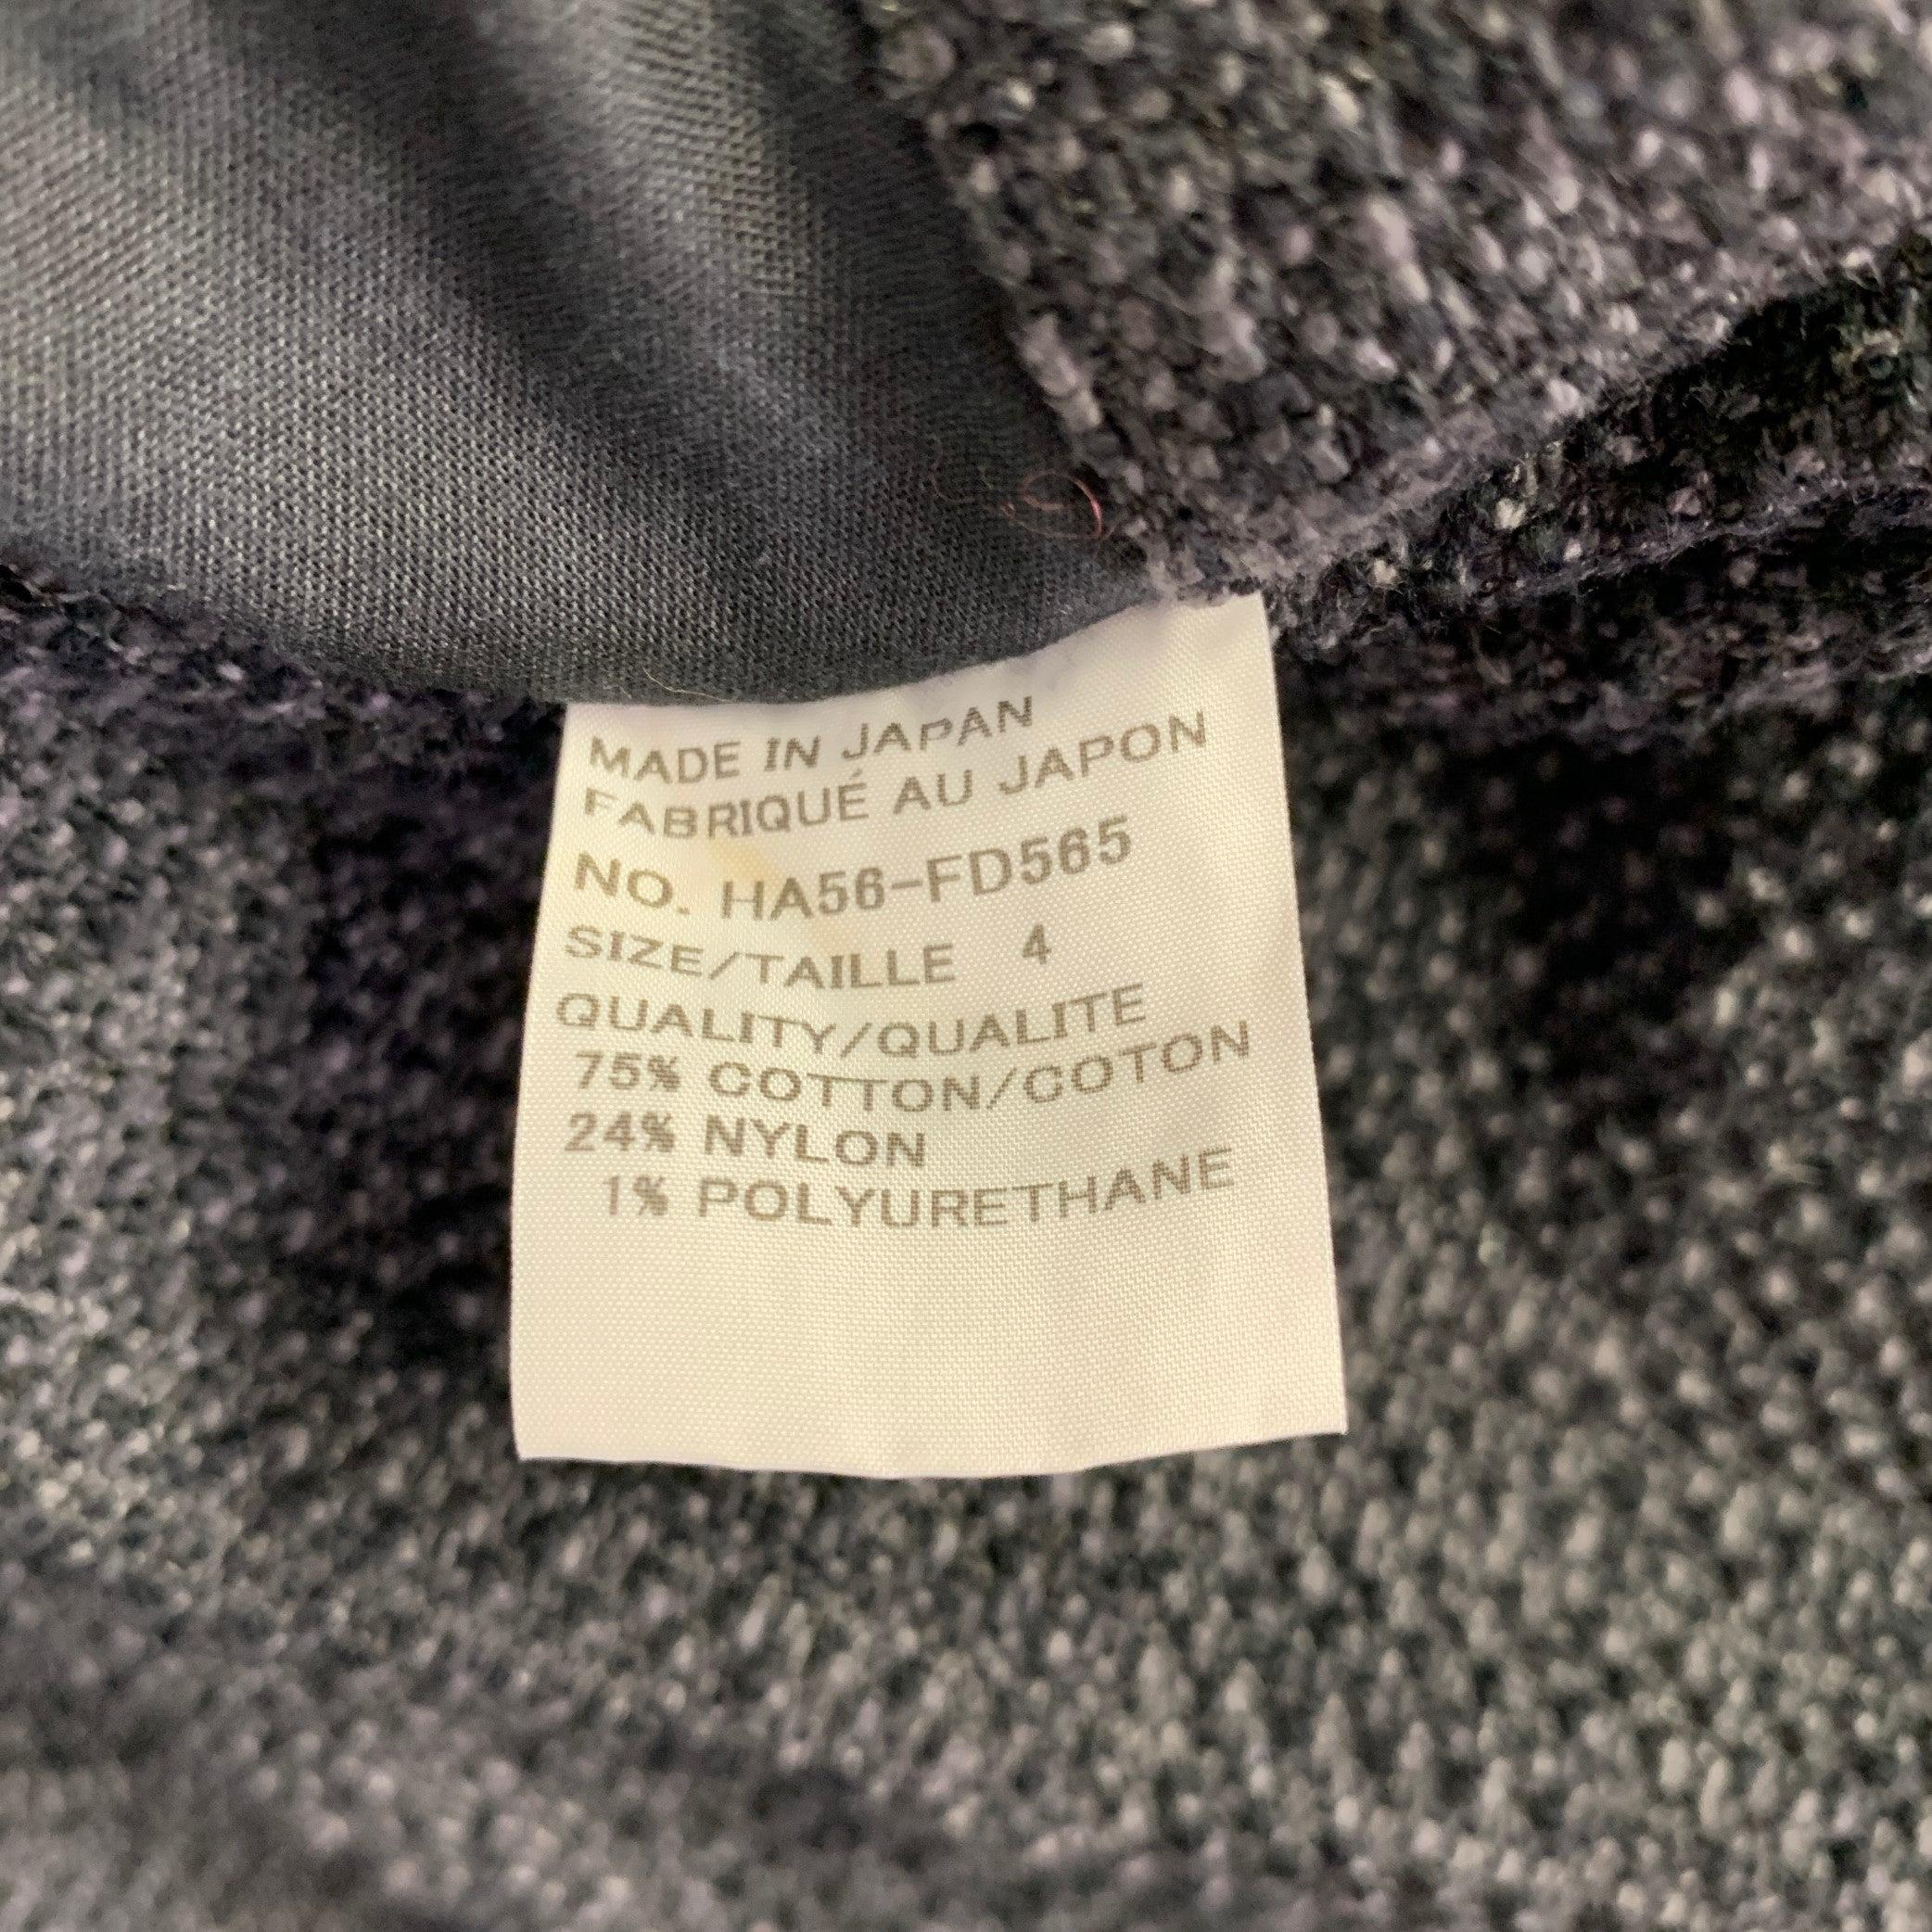 MADE IN JAPAN
FABRIQUÉ AU JAPON
NO. HA56-FD565
SIZE/TAILLE 4
QUALITY/QUALITE
75% COTTON/COTON
24% NYLON
1% POLYURETHANE